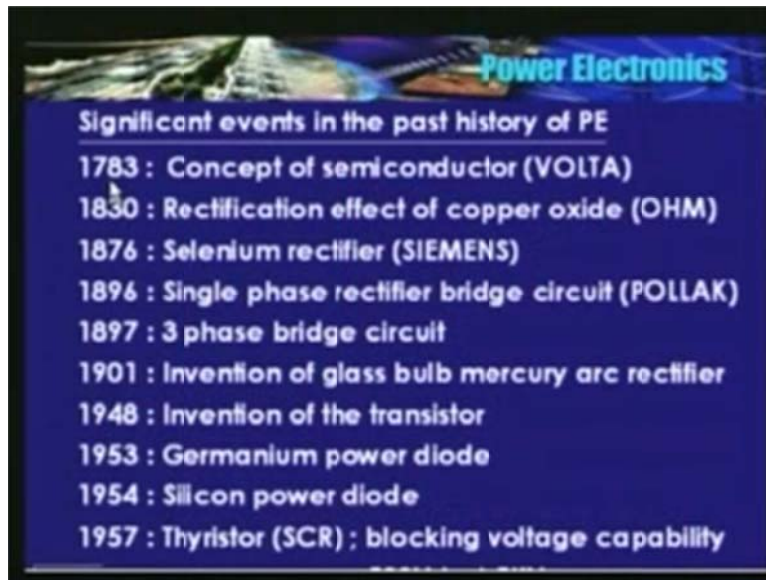 Power Electronics
Significant events in the past history of PE
1783 : Concept of semiconductor (VOLTA)
1830 : Rectification effect of copper oxide (OHM)
1876 : Selenium rectifier (SIEMENS)
1896 : Single phase rectifier bridge circuit (POLLAK)
1897 : 3 phase bridge circuit
1901 : Invention of glass bulb mercury arc rectifier
1948 : Invention of the transistor
1953 : Germanium power diode
1954 : Silicon power diode
1957 : Thyristor (SCR) ; blocking voltage capability